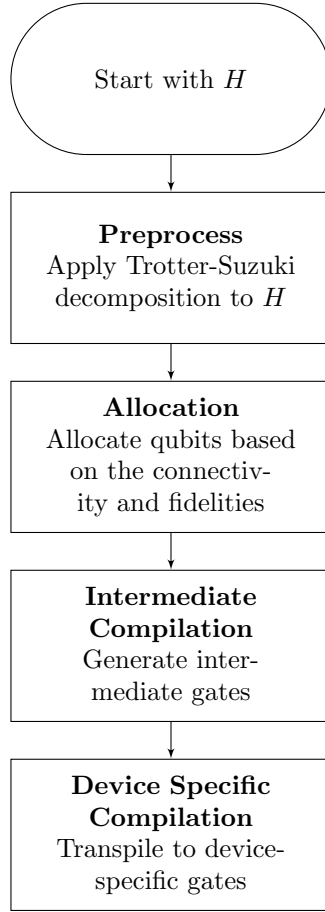 Start with H
Preprocess
Apply Trotter-Suzuki
decomposition to H
Allocation
Allocate qubits based
on the connectiv-
ity and fidelities
Intermediate
Compilation
Generate inter-
mediate gates
Device Specific
Compilation
Transpile to device-
specific gates